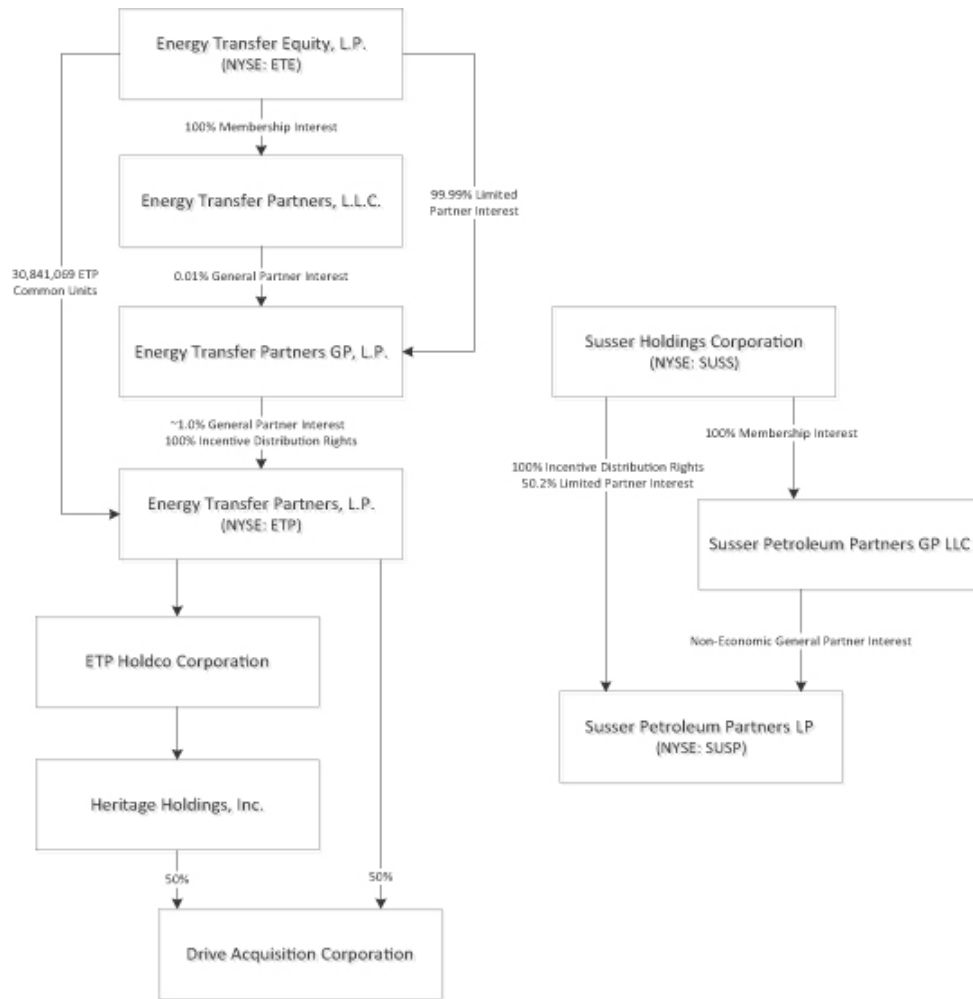 Energy Transfer Equity, L.P.
(NYSE: ETE)
100% Membership Interest
Energy Transfer Partners, L.L.C.
99.99% Limited
Partner Interest
30,841,069 ETP
Common Units
0.01% General Partner Interest
Energy Transfer Partners GP, L.P.
~1.0% General Partner Interest
100% Incentive Distribution Rights
Energy Transfer Partners, L.P.
(NYSE: ETP)
ETP Holdco Corporation
Heritage Holdings, Inc.
50%
50%
Drive Acquisition Corporation
Susser Holdings Corporation
(NYSE: SUSS)
100% Membership Interest
100% Incentive Distribution Rights
50.2% Limited Partner Interest
Susser Petroleum Partners GP LLC
Non-Economic General Partner Interest
Susser Petroleum Partners LP
(NYSE: SUSP)